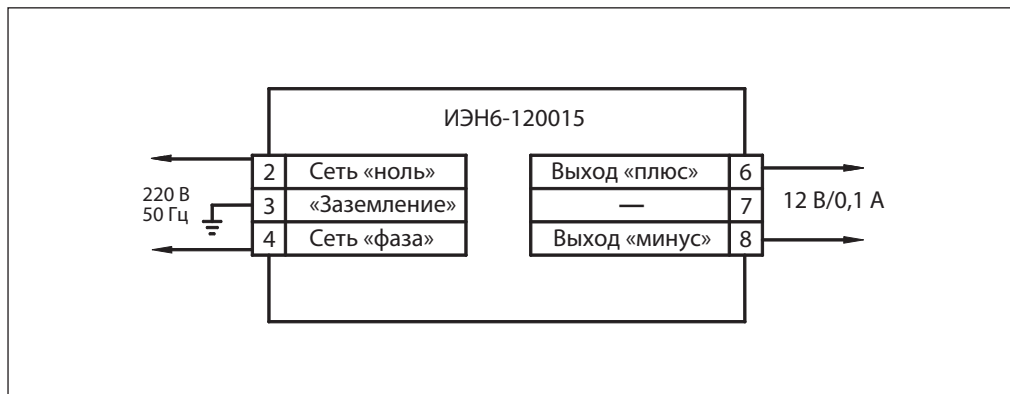 ИЭН6-120015
2 Сеть «ноль»
3 «Заземление»
4 Сеть «фаза»
220 В
50 Гц
Выход «плюс» 6
— 7
Выход «минус» 8
12 В/0,1 А